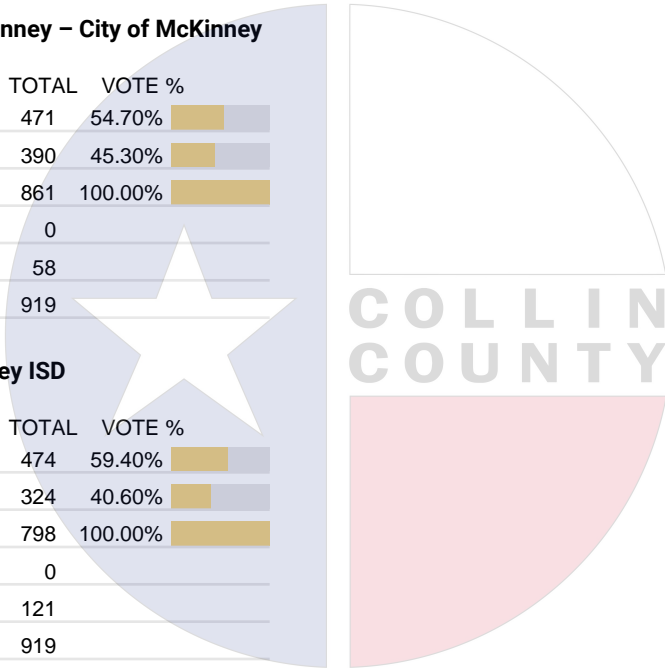 nney – City of McKinney
TOTAL VOTE %
471 54.70%
390 45.30%
861 100.00%
0
58
919
COLLIN
COUNTY
ey ISD
TOTAL VOTE %
474 59.40%
324 40.60%
798 100.00%
0
121
919